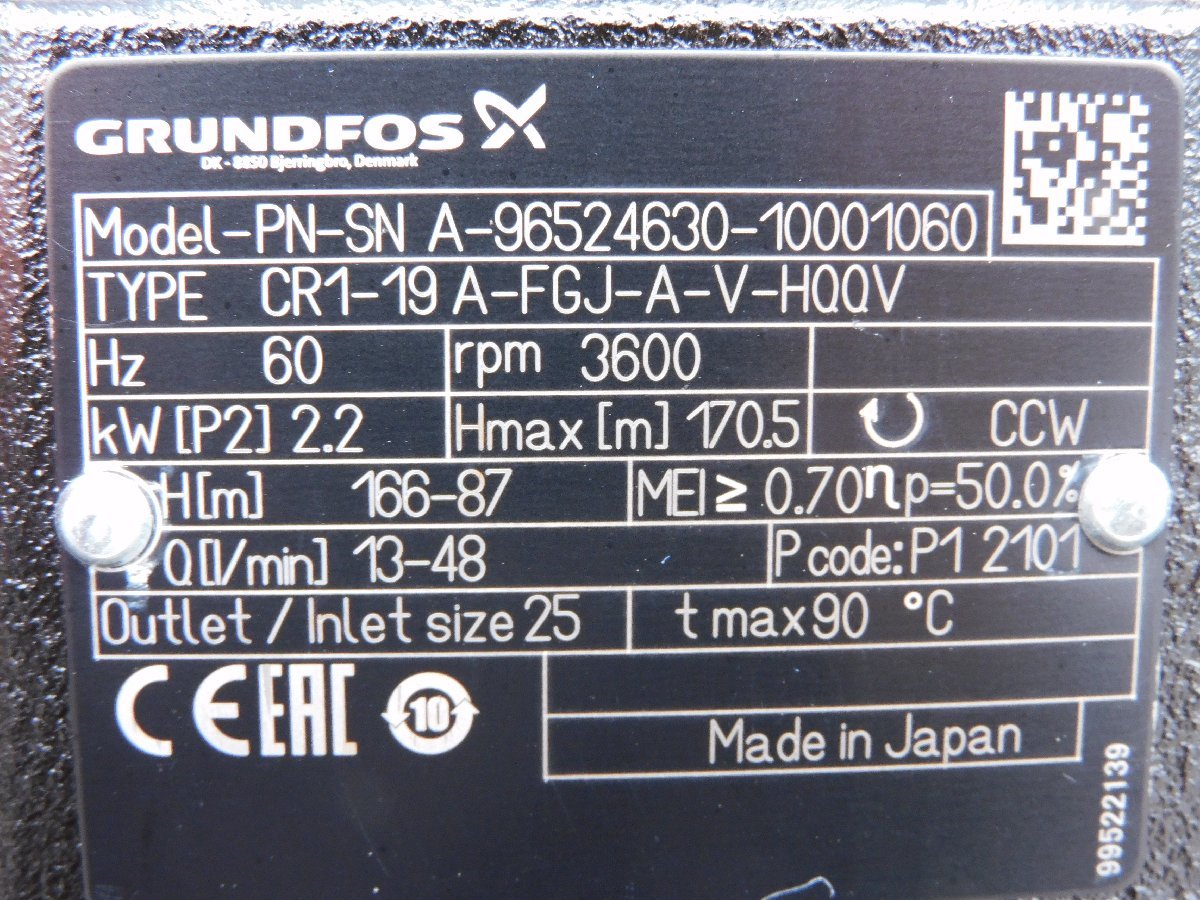 GRUNDFOS
DK - 8850 Bjerringbro, Denmark
Model-PN-SN A-96524630-10001060
TYPE CR1-19 A-FGJ-A-V-HQQV
Hz 60 rpm 3600
kW [P2] 2.2 Hmax [m] 170.5 CCW
H[m] 166-87 MEI ≥ 0.70 η p=50.0%
Q[l/min] 13-48 P code: P1 2101
Outlet / Inlet size 25 t max 90 °C
CE EAC 10
Made in Japan
99522139